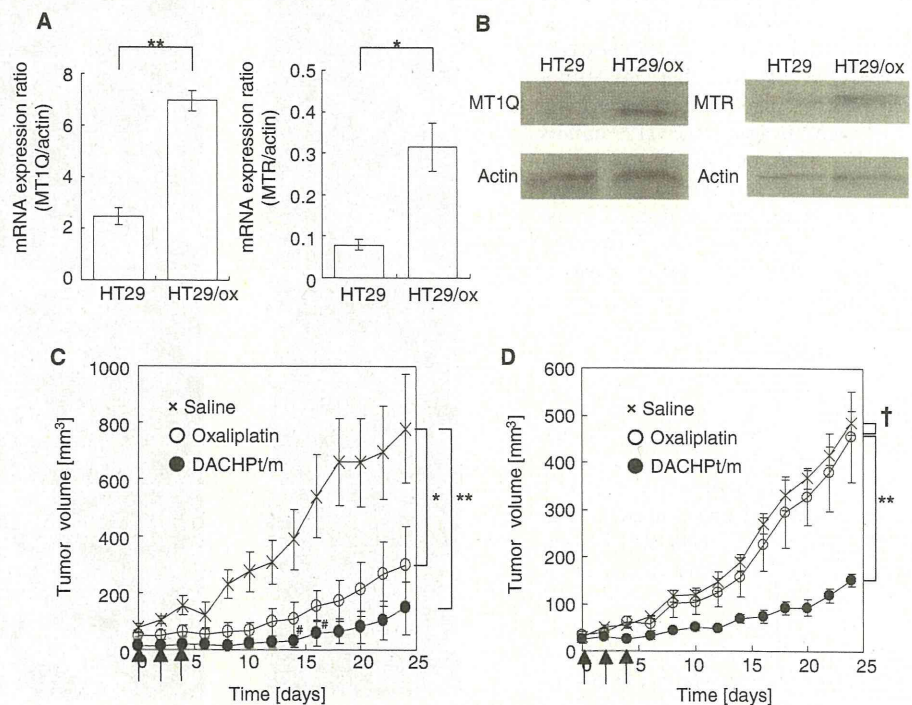 A
**
mRNA expression ratio
(MT1Q/actin)
8
6
4
2
0
HT29 HT29/ox
*
mRNA expression ratio
(MTR/actin)
0.5
0.4
0.3
0.2
0.1
0
HT29 HT29/ox
B
HT29 HT29/ox
MT1Q
Actin
HT29 HT29/ox
MTR
Actin
C
Tumor volume [mm³]
1000
800
600
400
200
0
× Saline
Oxaliplatin
DACHPt/m
#
#
*
**
0 5 10 15 20 25
Time [days]
D
Tumor volume [mm³]
600
500
400
300
200
100
0
× Saline
Oxaliplatin
DACHPt/m
†
**
0 5 10 15 20 25
Time [days]